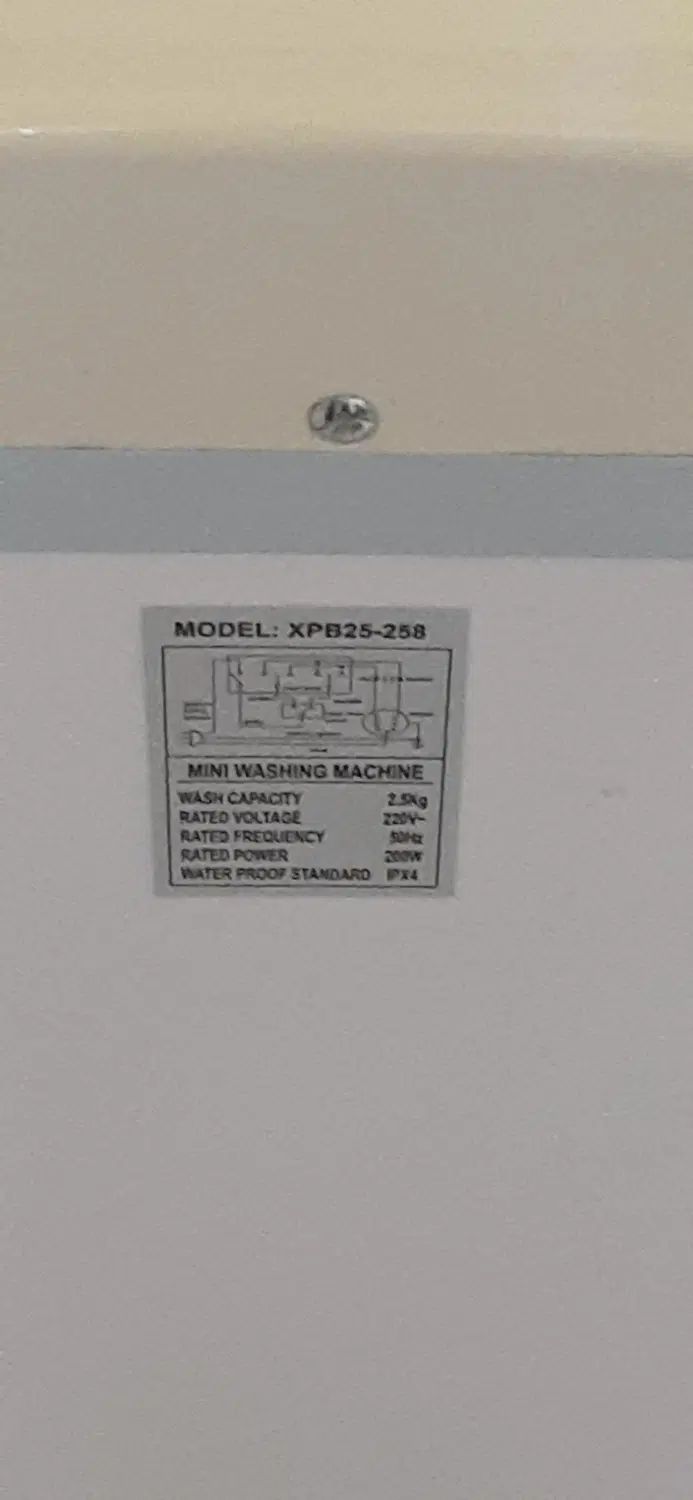 MODEL: XPB25-258
MINI WASHING MACHINE
WASH CAPACITY 2.5Kg
RATED VOLTAGE 220V~
RATED FREQUENCY 50Hz
RATED POWER 200W
WATER PROOF STANDARD IPX4